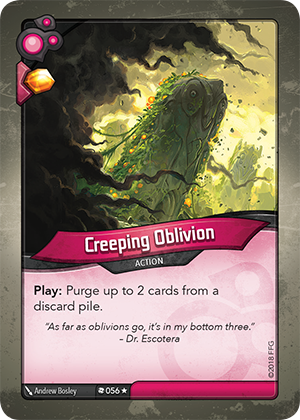 Creeping Oblivion
ACTION
Play: Purge up to 2 cards from a
discard pile.
"As far as oblivions go, it's in my bottom three."
– Dr. Escotera
©2018 FFG
Andrew Bosley 056 ★